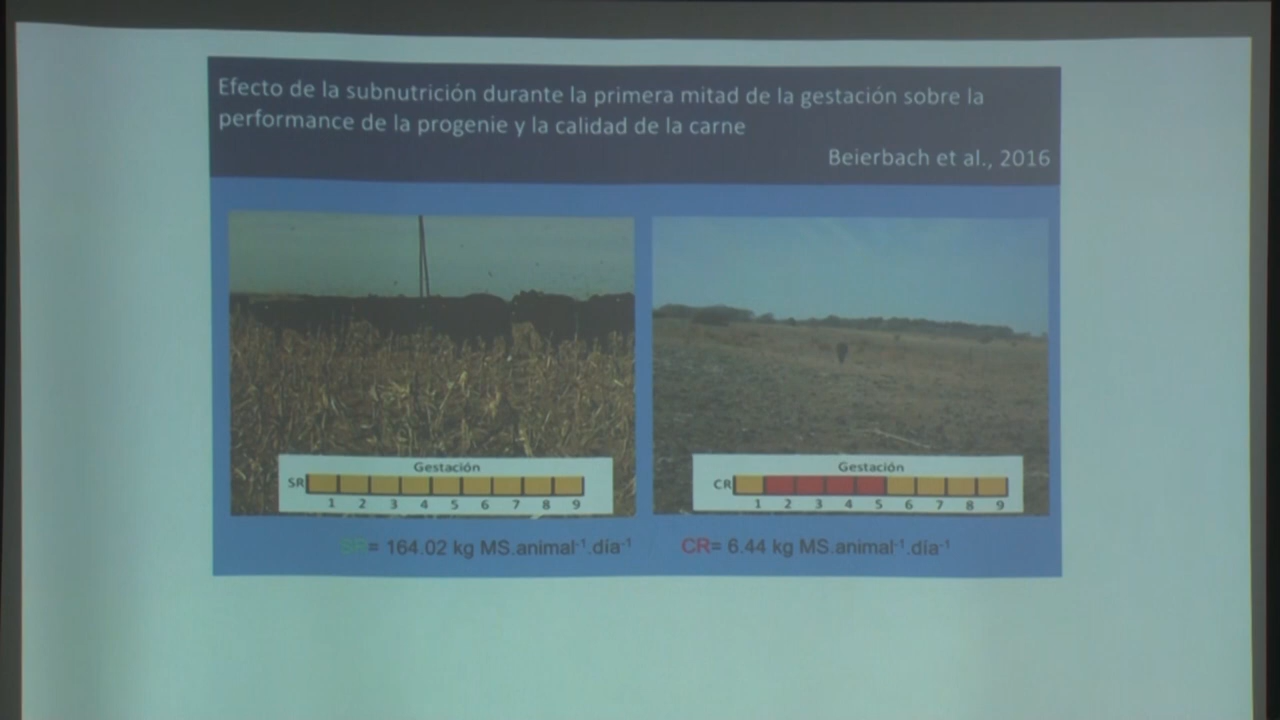 Efecto de la subnutrición durante la primera mitad de la gestación sobre la
performance de la progenie y la calidad de la carne
Beierbach et al., 2016
Gestación
SR
1 2 3 4 5 6 7 8 9
Gestación
CR
1 2 3 4 5 6 7 8 9
SR= 164.02 kg MS.animal⁻¹.día⁻¹
CR= 6.44 kg MS.animal⁻¹.día⁻¹